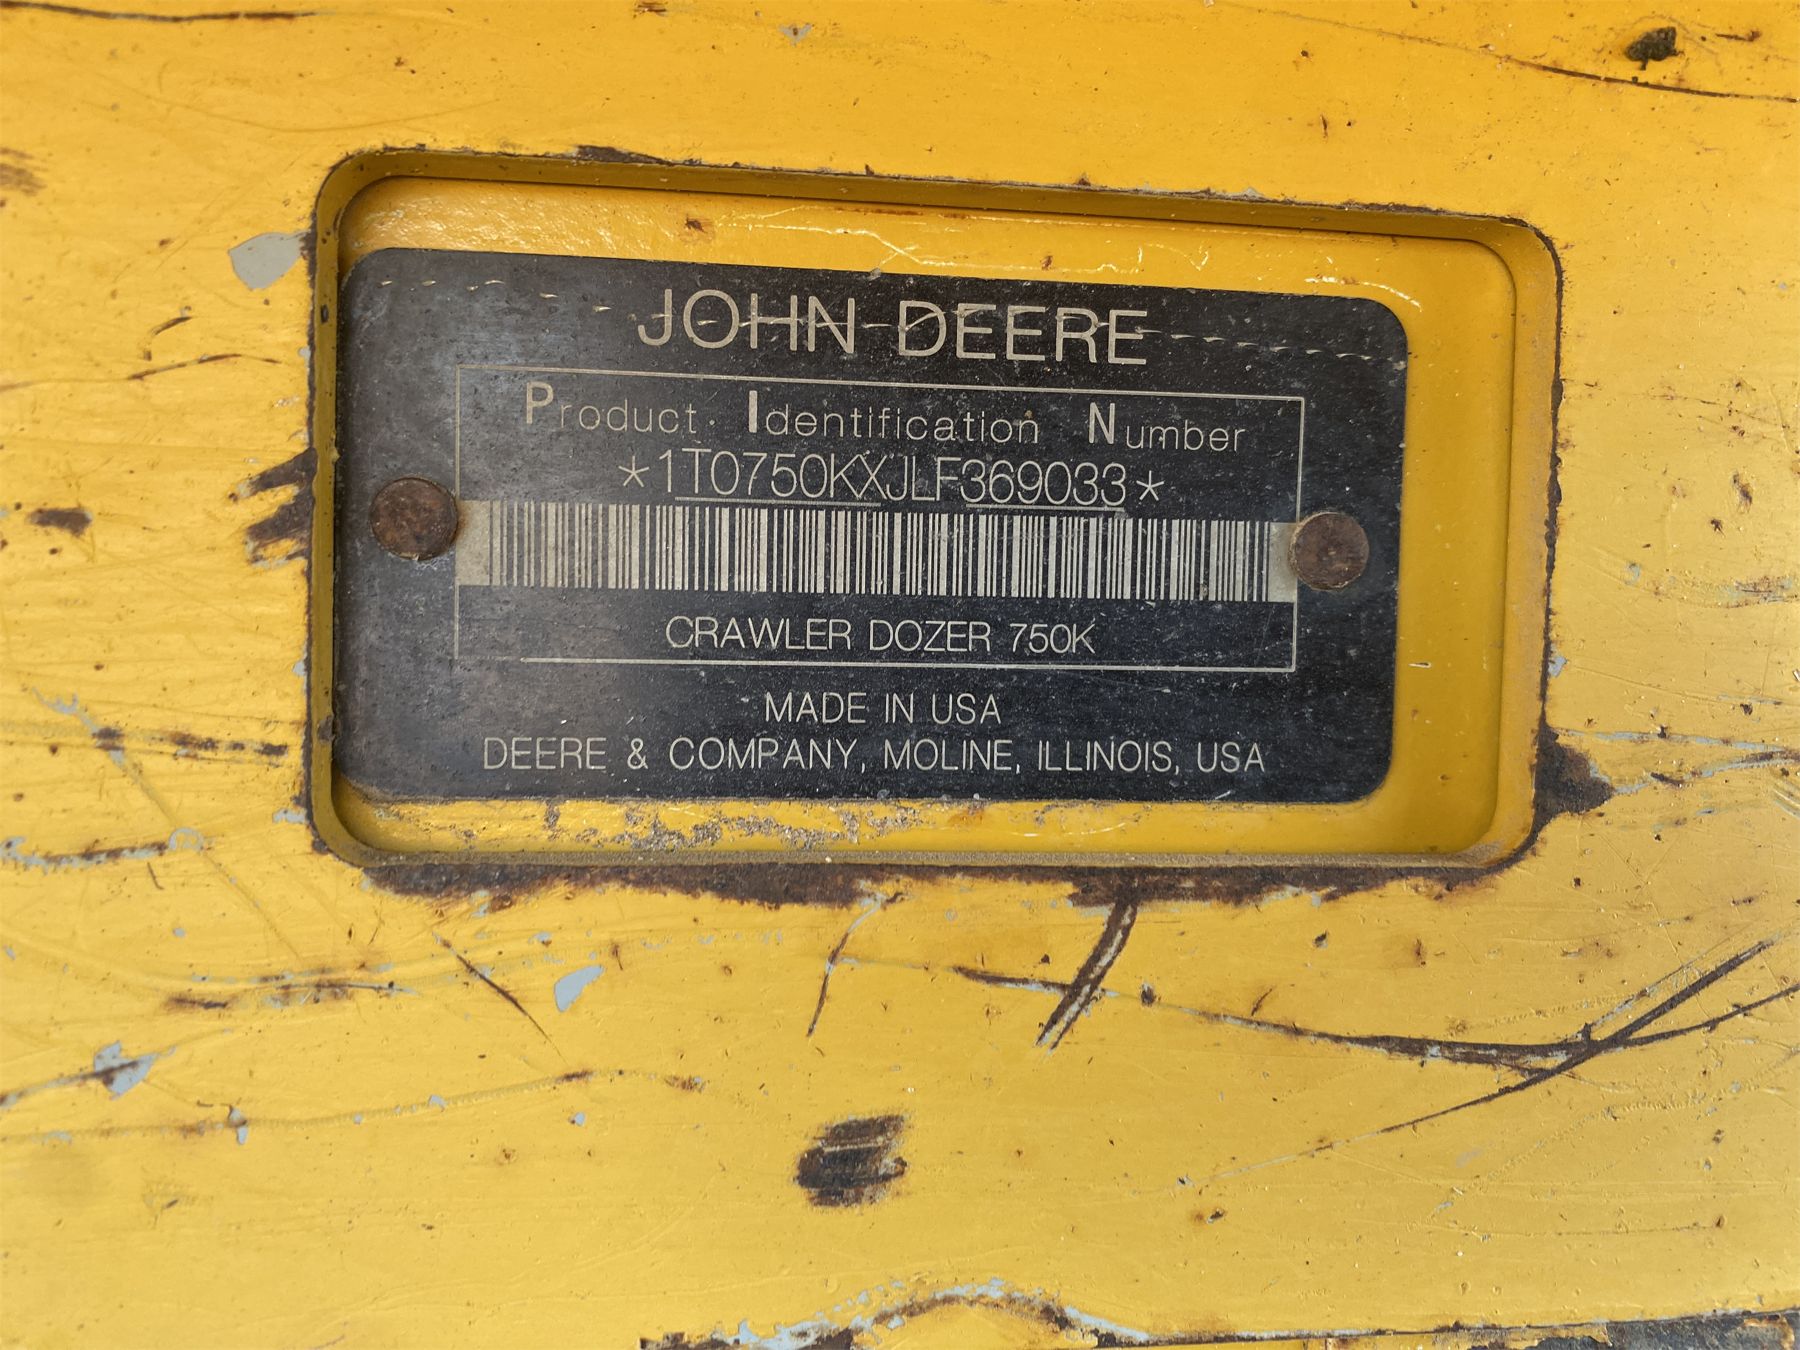 JOHN DEERE
Product Identification Number
*1T0750KXJLF369033*
CRAWLER DOZER 750K
MADE IN USA
DEERE & COMPANY, MOLINE, ILLINOIS, USA